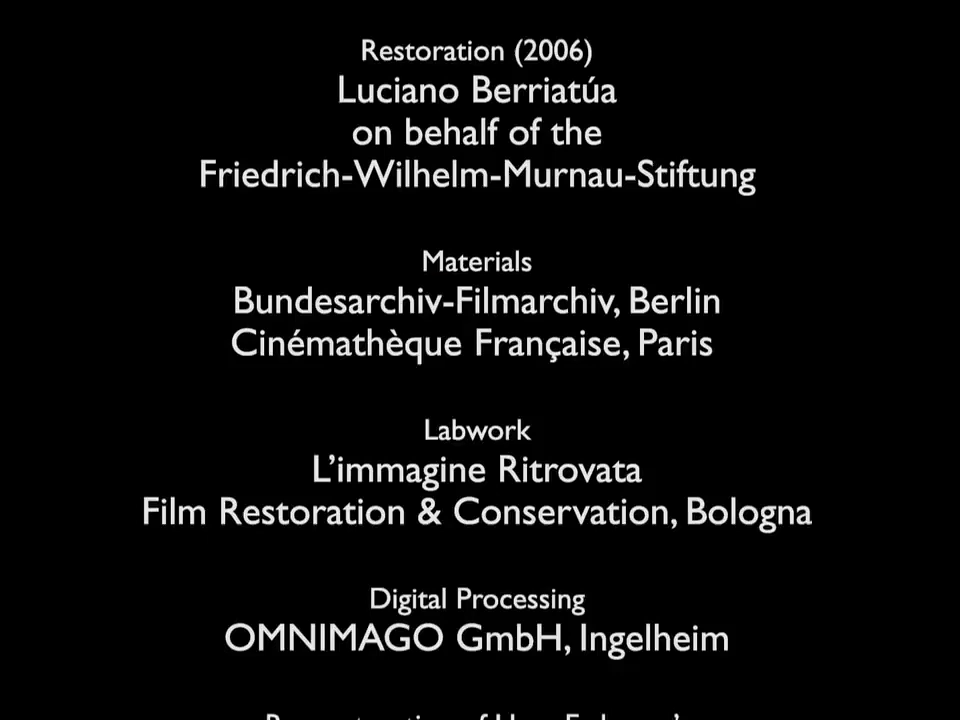 Restoration (2006)
Luciano Berriatúa
on behalf of the
Friedrich-Wilhelm-Murnau-Stiftung
Materials
Bundesarchiv-Filmarchiv, Berlin
Cinémathèque Française, Paris
Labwork
L’immagine Ritrovata
Film Restoration & Conservation, Bologna
Digital Processing
OMNIMAGO GmbH, Ingelheim